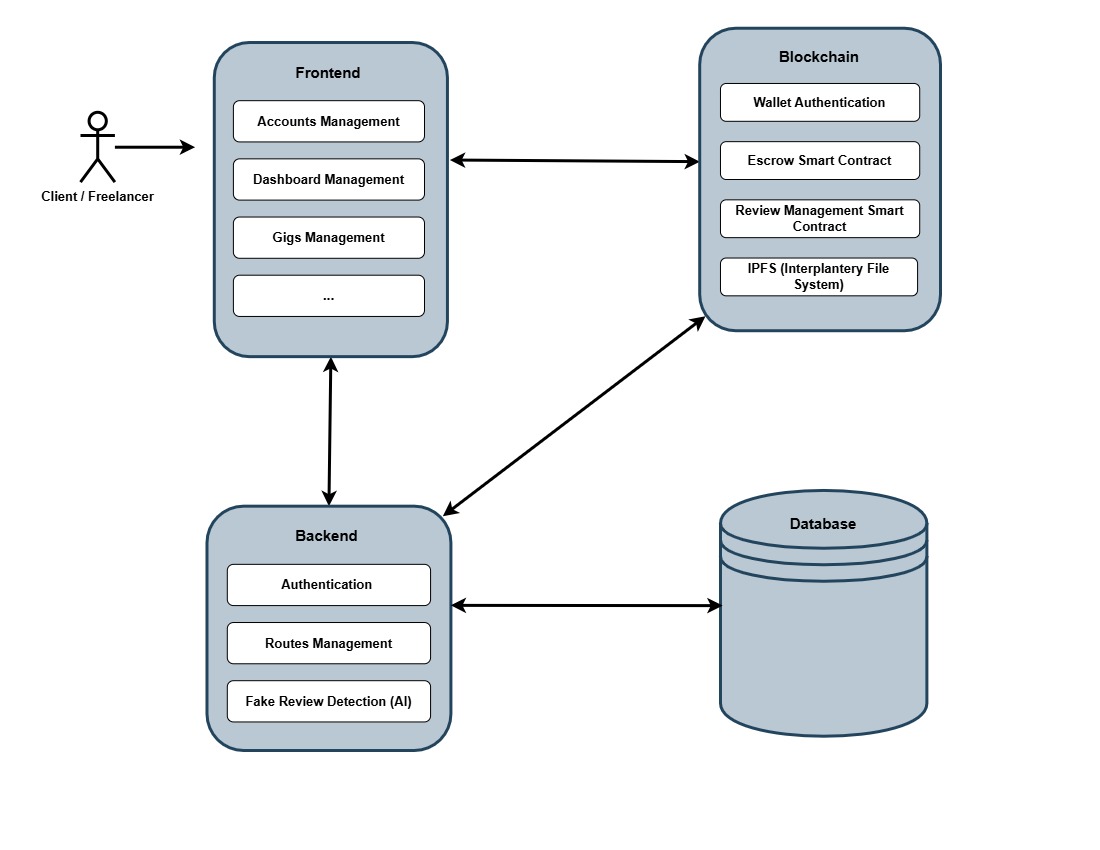 Frontend
Accounts Management
Dashboard Management
Gigs Management
...
Client / Freelancer
Blockchain
Wallet Authentication
Escrow Smart Contract
Review Management Smart
Contract
IPFS (Interplantery File
System)
Backend
Authentication
Routes Management
Fake Review Detection (AI)
Database